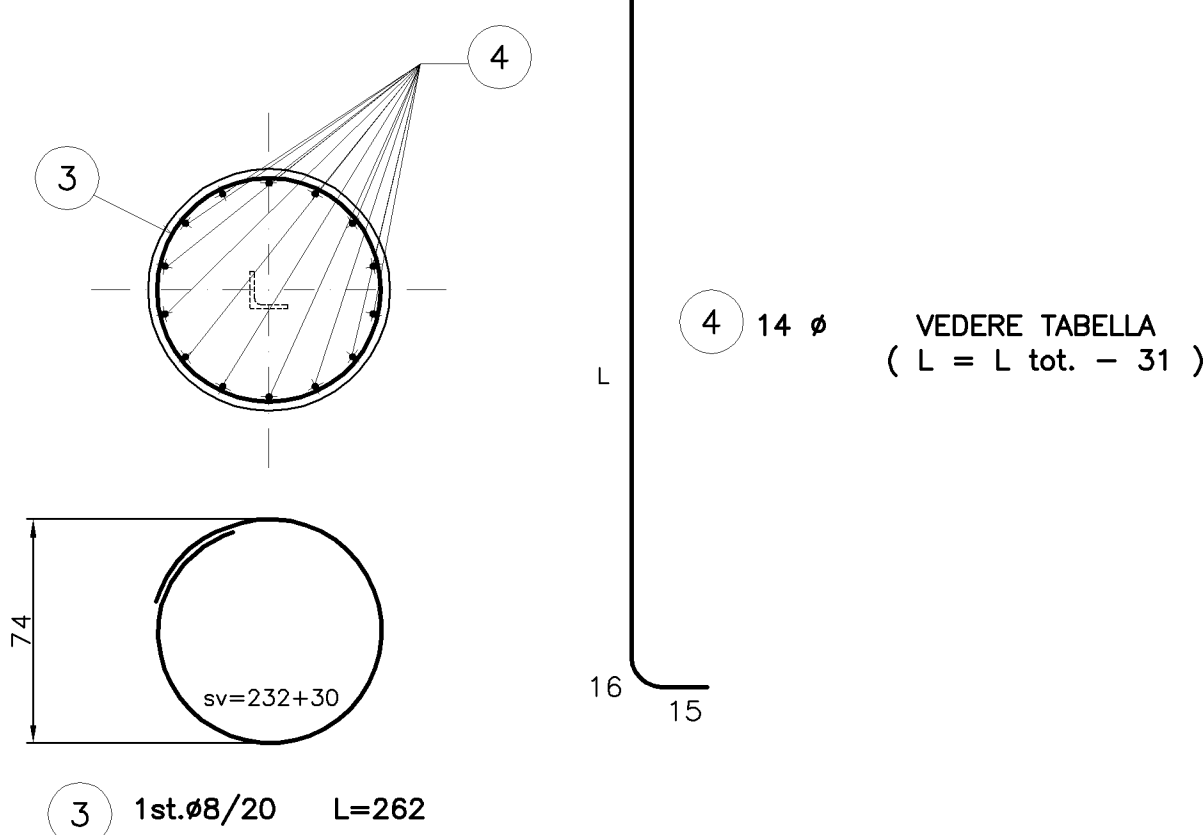 4
3
4 14 ø VEDERE TABELLA
( L = L tot. - 31 )
L
74
sv=232+30
16
15
3 1st.ø8/20 L=262